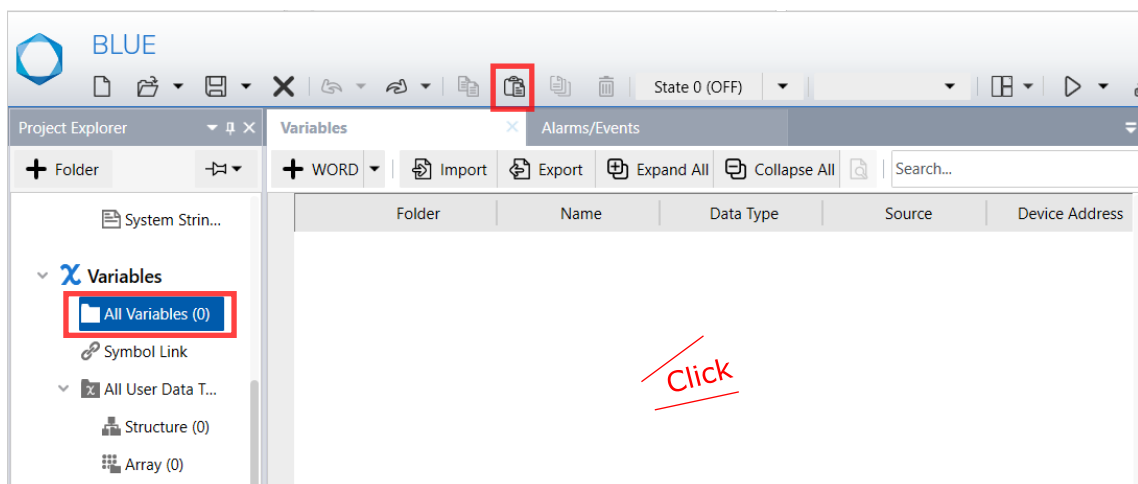 BLUE
State 0 (OFF)
Project Explorer
Variables
Alarms/Events
Folder
WORD
Import
Export
Expand All
Collapse All
Search...
System Strin...
Folder
Name
Data Type
Source
Device Address
Variables
All Variables (0)
Symbol Link
All User Data T...
Structure (0)
Array (0)
Click